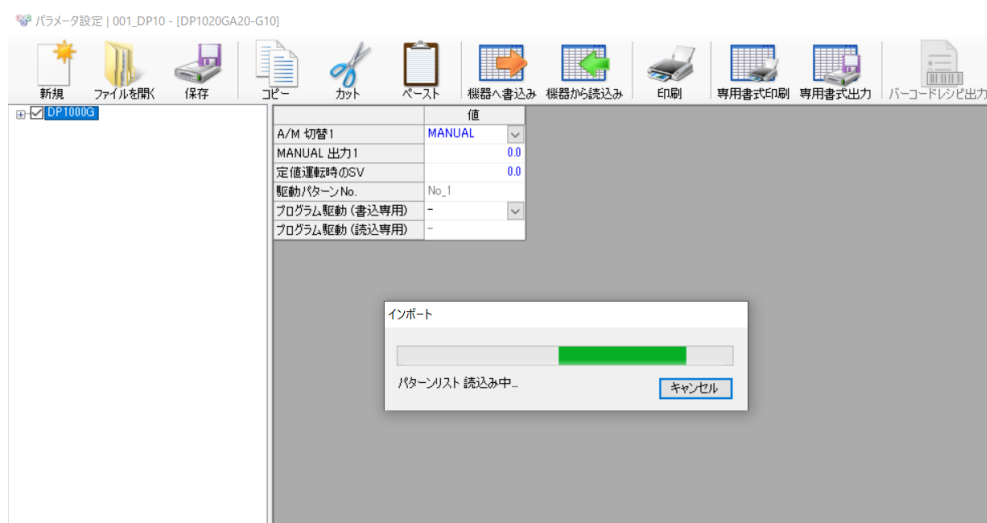 パラメータ設定 | 001_DP10 - [DP1020GA20-G10]
新規 ファイルを開く 保存 コピー カット ペースト 機器へ書込み 機器から読込み 印刷 専用書式印刷 専用書式出力 バーコードレシピ出力
DP1000G
値
A/M 切替1 MANUAL
MANUAL 出力1 0.0
定値運転時のSV 0.0
駆動パターンNo. No_1
プログラム駆動 (書込専用) -
プログラム駆動 (読込専用) -
インポート
パターンリスト 読込み中...
キャンセル